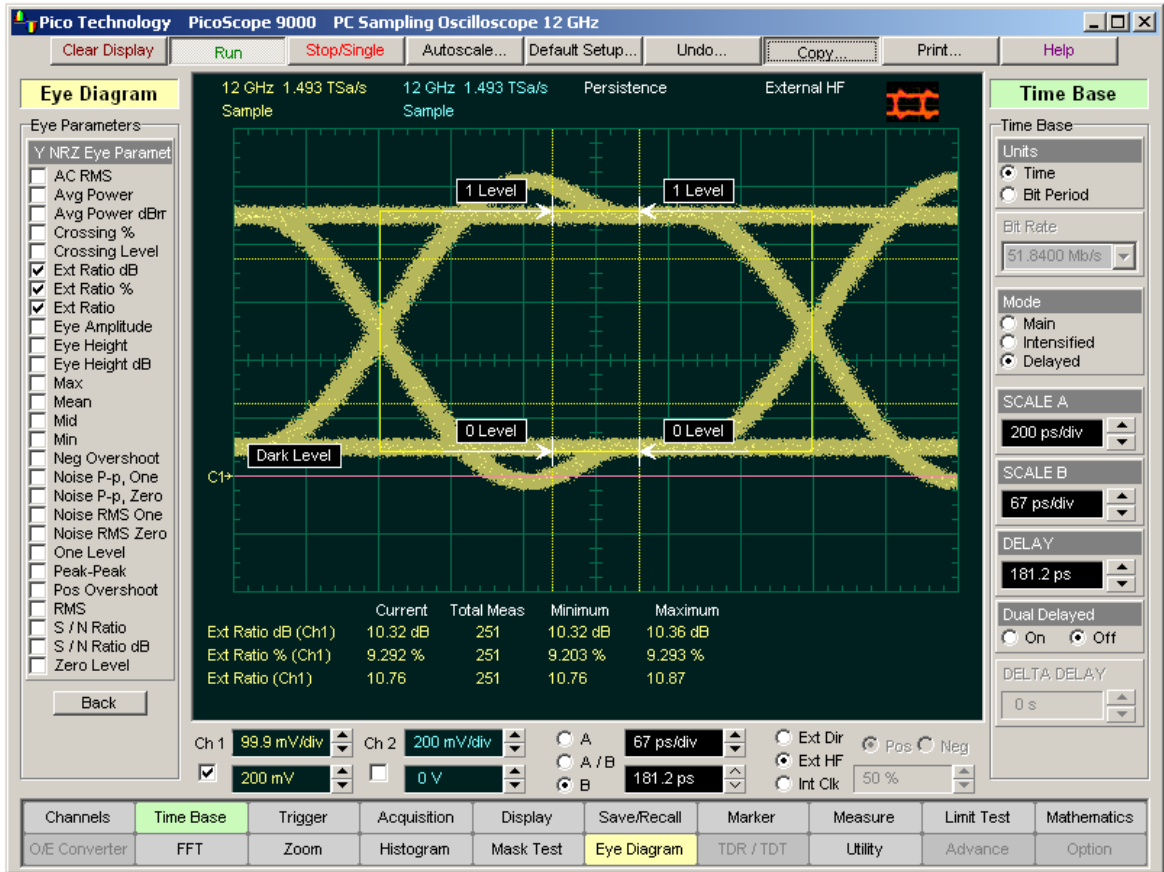 Pico Technology PicoScope 9000 PC Sampling Oscilloscope 12 GHz
Clear Display Run Stop/Single Autoscale... Default Setup... Undo... Copy... Print... Help
Eye Diagram
Eye Parameters
Y NRZ Eye Paramet
AC RMS
Avg Power
Avg Power dBm
Crossing %
Crossing Level
Ext Ratio dB
Ext Ratio %
Ext Ratio
Eye Amplitude
Eye Height
Eye Height dB
Max
Mean
Mid
Min
Neg Overshoot
Noise P-p, One
Noise P-p, Zero
Noise RMS One
Noise RMS Zero
One Level
Peak-Peak
Pos Overshoot
RMS
S / N Ratio
S / N Ratio dB
Zero Level
Back
12 GHz 1.493 TSa/s 12 GHz 1.493 TSa/s Persistence External HF
Sample Sample
1 Level 1 Level
0 Level 0 Level
Dark Level
C1
Current Total Meas Minimum Maximum
Ext Ratio dB (Ch1) 10.32 dB 251 10.32 dB 10.36 dB
Ext Ratio % (Ch1) 9.292 % 251 9.203 % 9.293 %
Ext Ratio (Ch1) 10.76 251 10.76 10.87
Time Base
Time Base
Units
Time
Bit Period
Bit Rate
51.8400 Mb/s
Mode
Main
Intensified
Delayed
SCALE A
200 ps/div
SCALE B
67 ps/div
DELAY
181.2 ps
Dual Delayed
On Off
DELTA DELAY
0 s
Ch 1 99.9 mV/div Ch 2 200 mV/div A 67 ps/div Ext Dir Pos Neg
A / B Ext HF
200 mV 0 V B 181.2 ps Int Clk 50 %
Channels Time Base Trigger Acquisition Display Save/Recall Marker Measure Limit Test Mathematics
O/E Converter FFT Zoom Histogram Mask Test Eye Diagram TDR / TDT Utility Advance Option